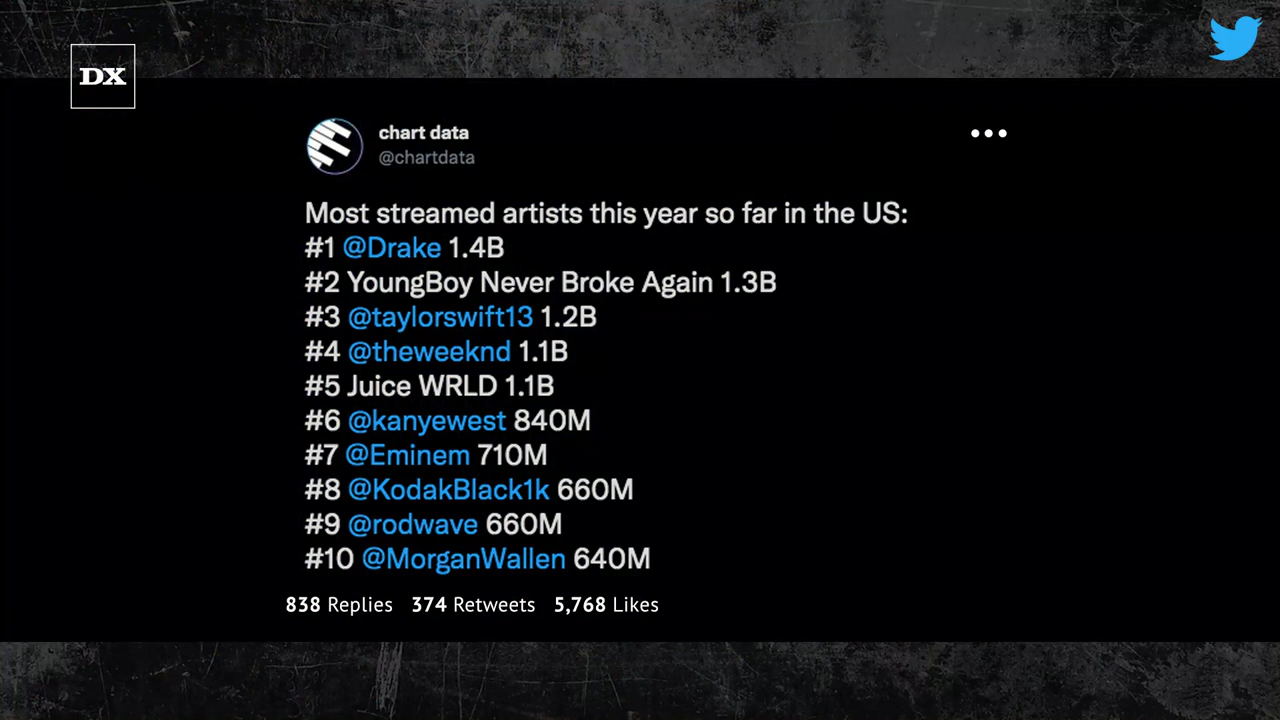 DX
chart data
@chartdata
Most streamed artists this year so far in the US:
#1 @Drake 1.4B
#2 YoungBoy Never Broke Again 1.3B
#3 @taylorswift13 1.2B
#4 @theweeknd 1.1B
#5 Juice WRLD 1.1B
#6 @kanyewest 840M
#7 @Eminem 710M
#8 @KodakBlack1k 660M
#9 @rodwave 660M
#10 @MorganWallen 640M
838 Replies 374 Retweets 5,768 Likes